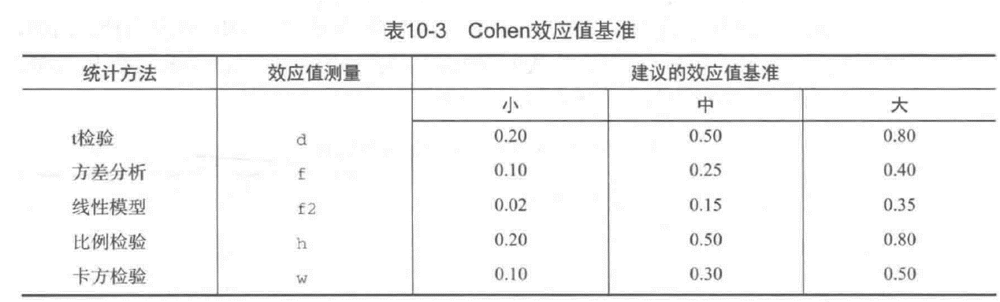 表10-3 Cohen效应值基准
统计方法 效应值测量 建议的效应值基准
小 中 大
t检验 d 0.20 0.50 0.80
方差分析 f 0.10 0.25 0.40
线性模型 f2 0.02 0.15 0.35
比例检验 h 0.20 0.50 0.80
卡方检验 w 0.10 0.30 0.50